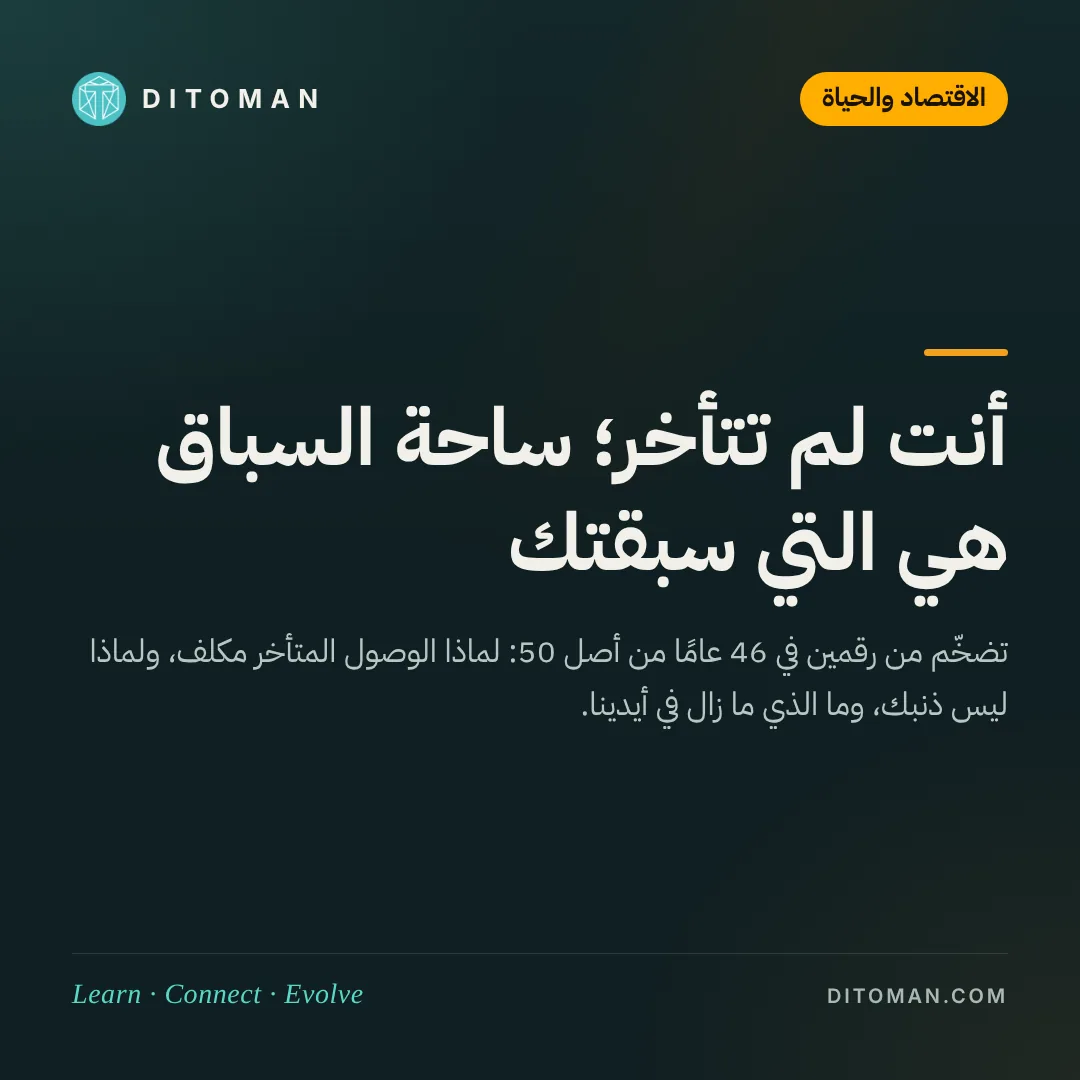 DITOMAN
الاقتصاد والحياة
أنت لم تتأخر؛ ساحة السباق
هي التي سبقتك
تضخّم من رقمين في 46 عامًا من أصل 50: لماذا الوصول المتأخر مكلف، ولماذا
ليس ذنبك، وما الذي ما زال في أيدينا.
Learn · Connect · Evolve
DITOMAN.COM